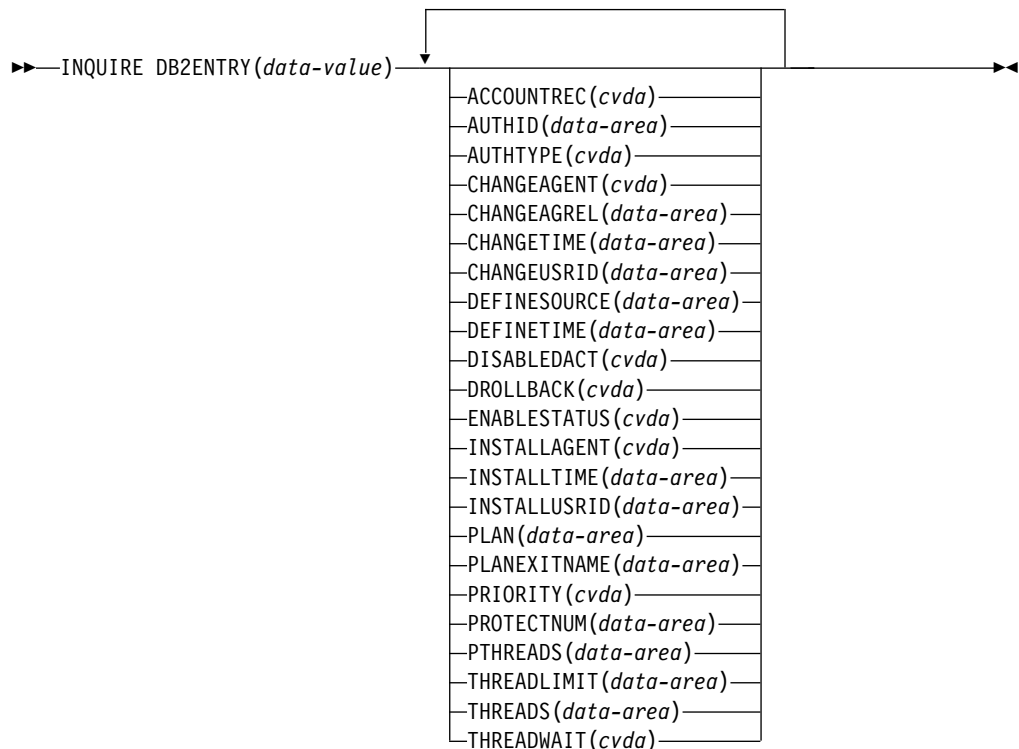 INQUIRE DB2ENTRY(data-value)
ACCOUNTREC(cvda)
AUTHID(data-area)
AUTHTYPE(cvda)
CHANGEAGENT(cvda)
CHANGEAGREL(data-area)
CHANGETIME(data-area)
CHANGEUSRID(data-area)
DEFINESOURCE(data-area)
DEFINETIME(data-area)
DISABLEDACT(cvda)
DROLLBACK(cvda)
ENABLESTATUS(cvda)
INSTALLAGENT(cvda)
INSTALLTIME(data-area)
INSTALLUSRID(data-area)
PLAN(data-area)
PLANEXITNAME(data-area)
PRIORITY(cvda)
PROTECTNUM(data-area)
PTHREADS(data-area)
THREADLIMIT(data-area)
THREADS(data-area)
THREADWAIT(cvda)